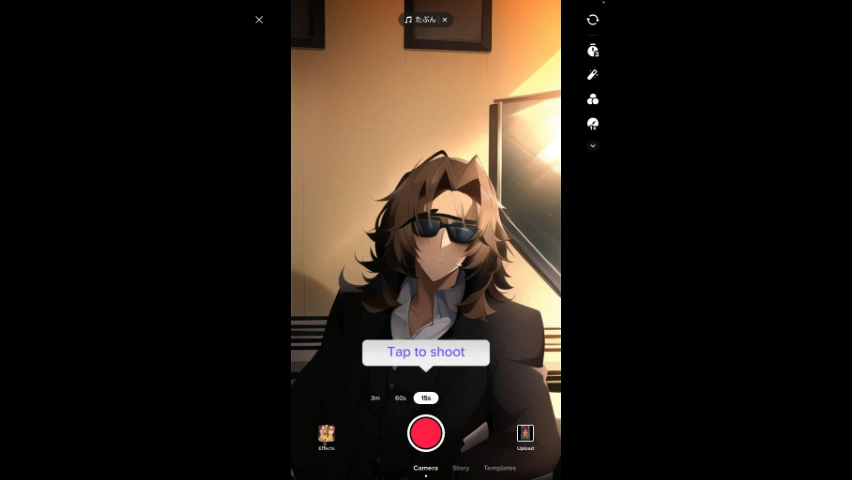 たぶん
Tap to shoot
3m 60s 15s
Effects
Upload
Camera Story Templates